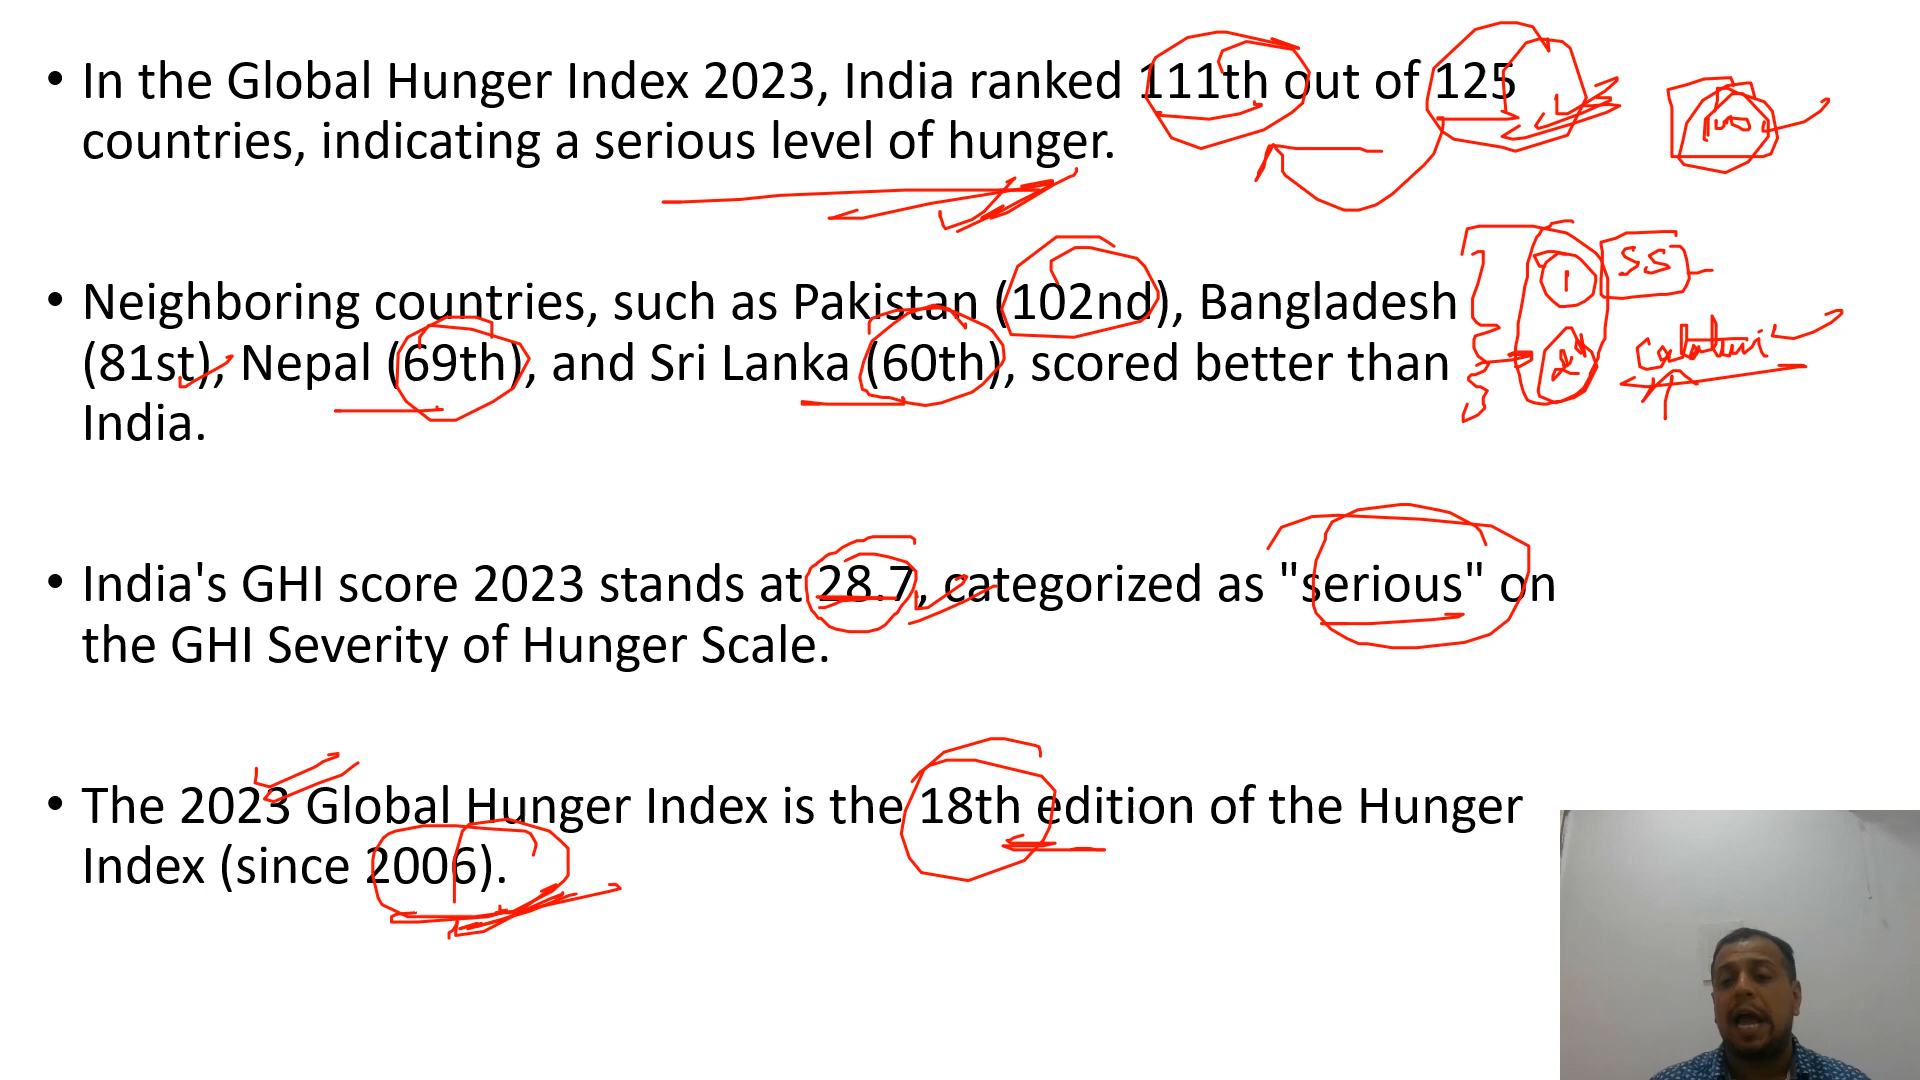 • In the Global Hunger Index 2023, India ranked 111th out of 125
countries, indicating a serious level of hunger.
100
• Neighboring countries, such as Pakistan (102nd), Bangladesh
(81st), Nepal (69th), and Sri Lanka (60th), scored better than
India.
1 SS
• India's GHI score 2023 stands at 28.7, categorized as "serious" on
the GHI Severity of Hunger Scale.
• The 2023 Global Hunger Index is the 18th edition of the Hunger
Index (since 2006).